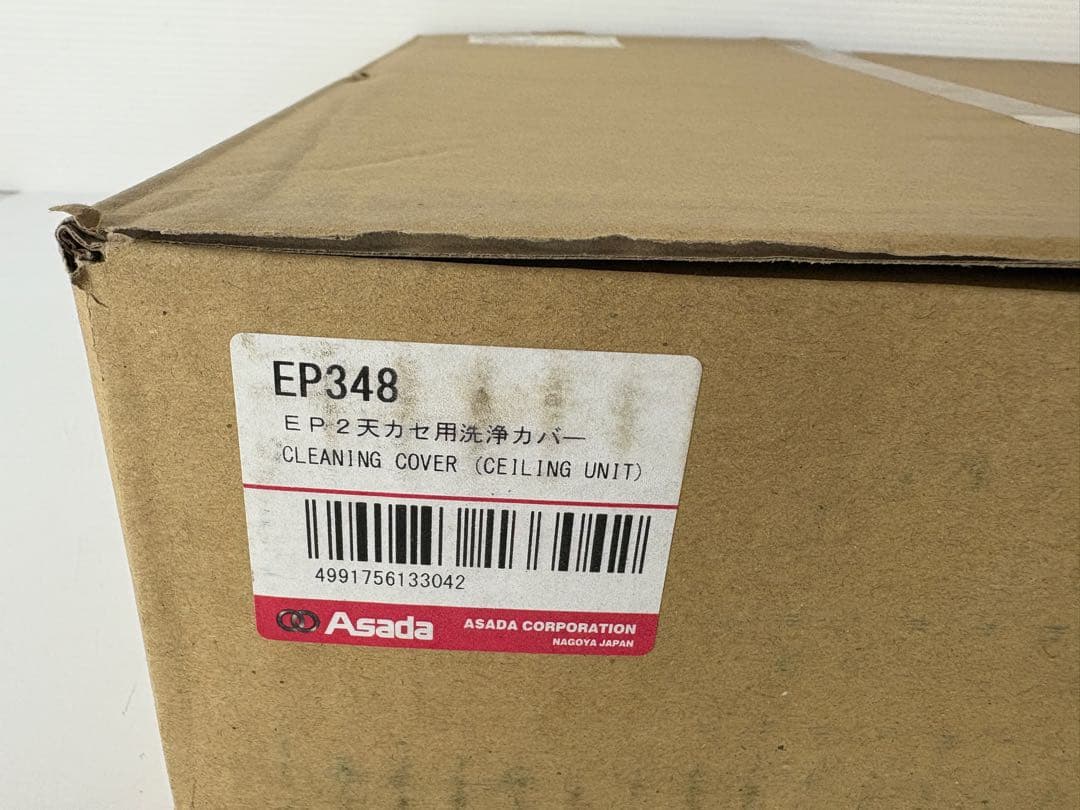 EP348
ＥＰ２天カセ用洗浄カバー
CLEANING COVER (CEILING UNIT)
4991756133042
Asada
ASADA CORPORATION
NAGOYA JAPAN